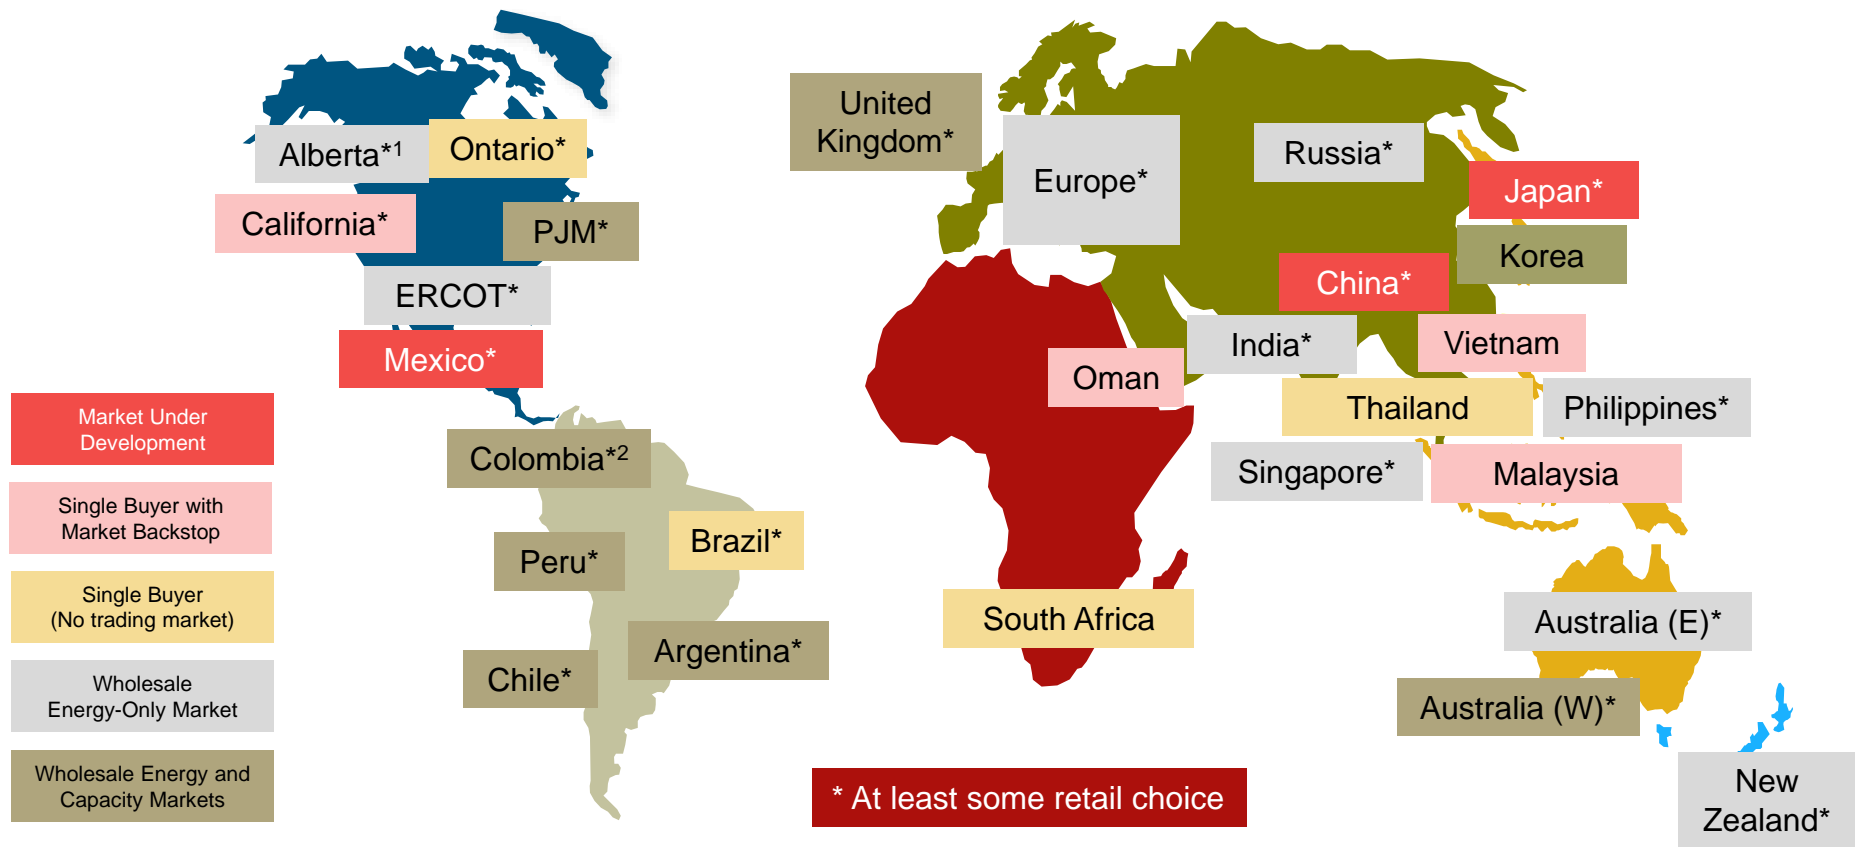 United
Kingdom*
Alberta*1
Ontario*
Europe*
Russia*
Japan*
California*
PJM*
Korea
ERCOT*
China*
Mexico*
India*
Vietnam
Oman
Thailand
Philippines*
Market Under
Development
Colombia*2
Singapore*
Malaysia
Single Buyer with
Market Backstop
Peru*
Brazil*
Single Buyer
(No trading market)
South Africa
Australia (E)*
Argentina*
Chile*
Wholesale
Energy-Only Market
Australia (W)*
Wholesale Energy and
Capacity Markets
* At least some retail choice
New
Zealand*